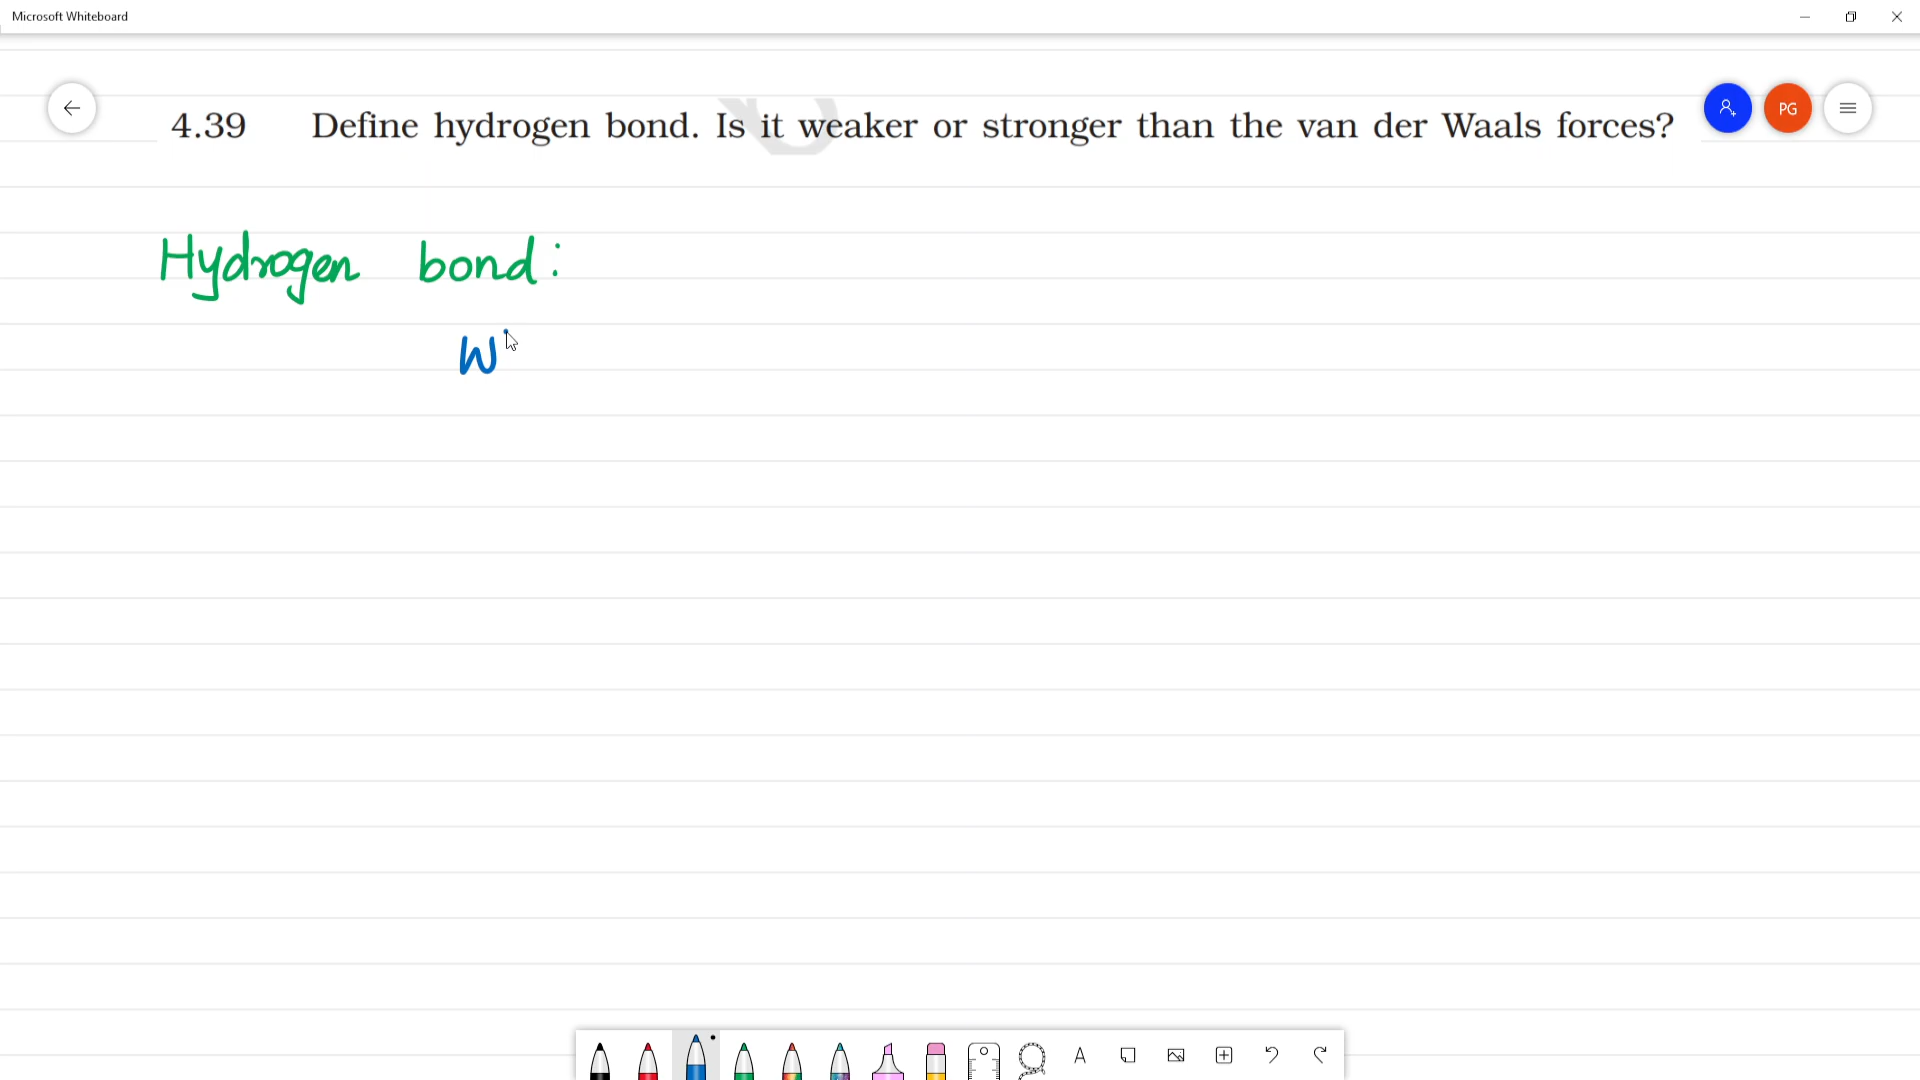 Microsoft Whiteboard
4.39 Define hydrogen bond. Is it weaker or stronger than the van der Waals forces?
PG
Hydrogen bond:
W
A